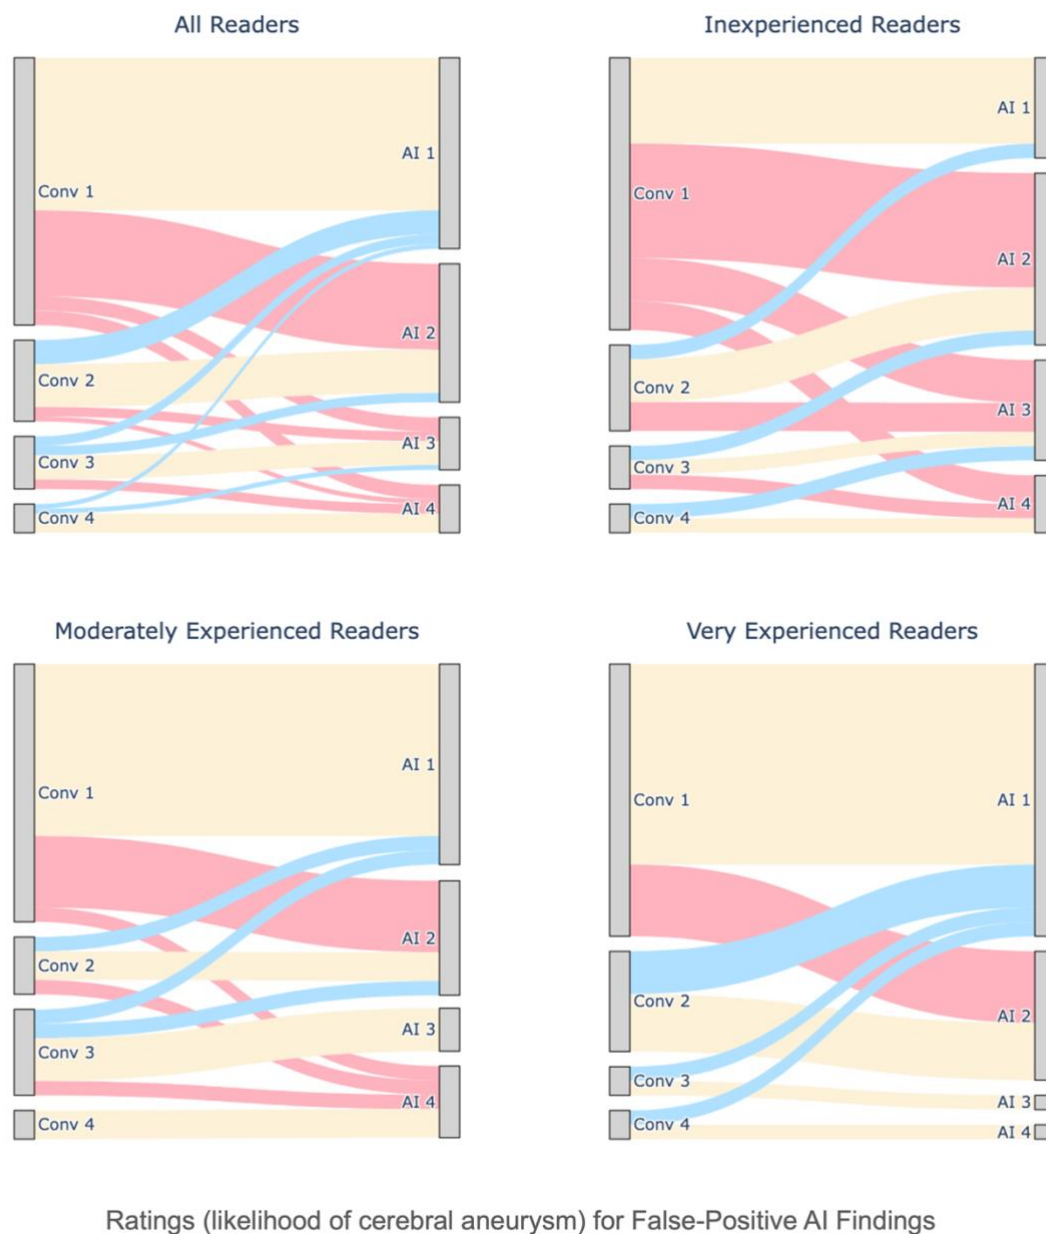 All Readers
Inexperienced Readers
Conv 1
Conv 2
Conv 3
Conv 4
AI 1
AI 2
AI 3
AI 4
Conv 1
Conv 2
Conv 3
Conv 4
AI 1
AI 2
AI 3
AI 4
Moderately Experienced Readers
Very Experienced Readers
Conv 1
Conv 2
Conv 3
Conv 4
AI 1
AI 2
AI 3
AI 4
Conv 1
Conv 2
Conv 3
Conv 4
AI 1
AI 2
AI 3
AI 4
Ratings (likelihood of cerebral aneurysm) for False-Positive AI Findings